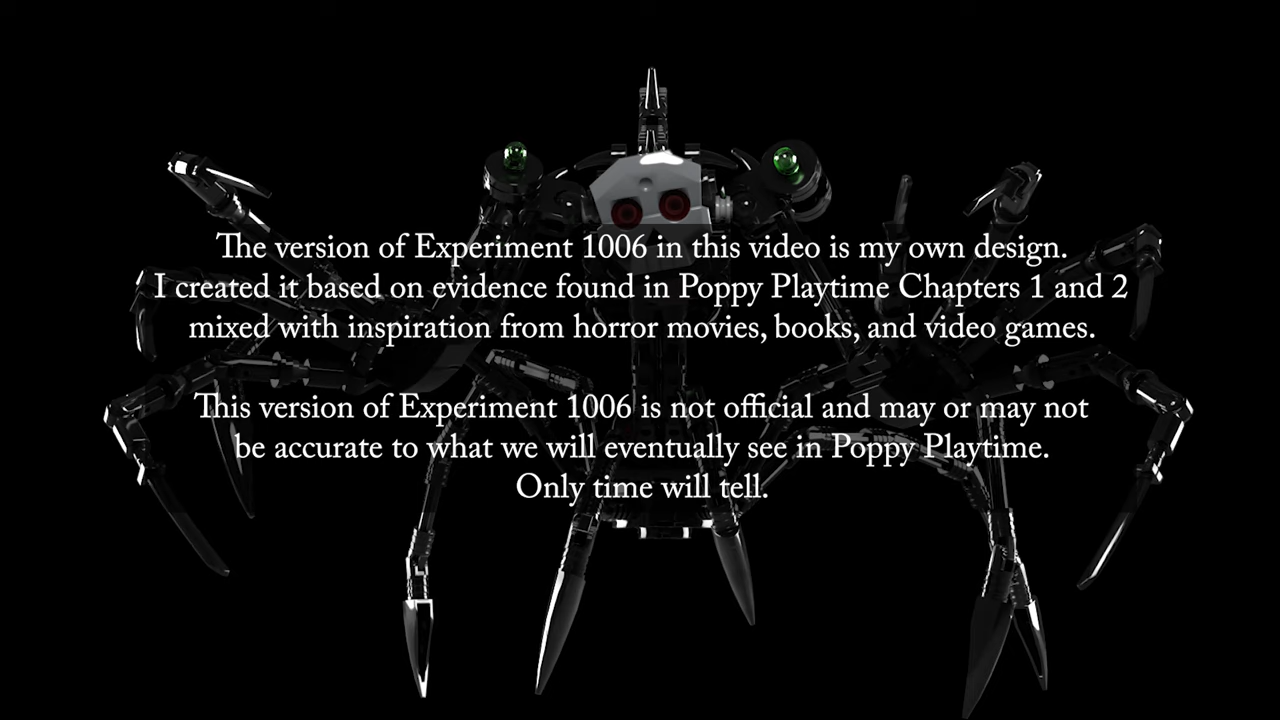 The version of Experiment 1006 in this video is my own design.
I created it based on evidence found in Poppy Playtime Chapters 1 and 2
mixed with inspiration from horror movies, books, and video games.
This version of Experiment 1006 is not official and may or may not
be accurate to what we will eventually see in Poppy Playtime.
Only time will tell.